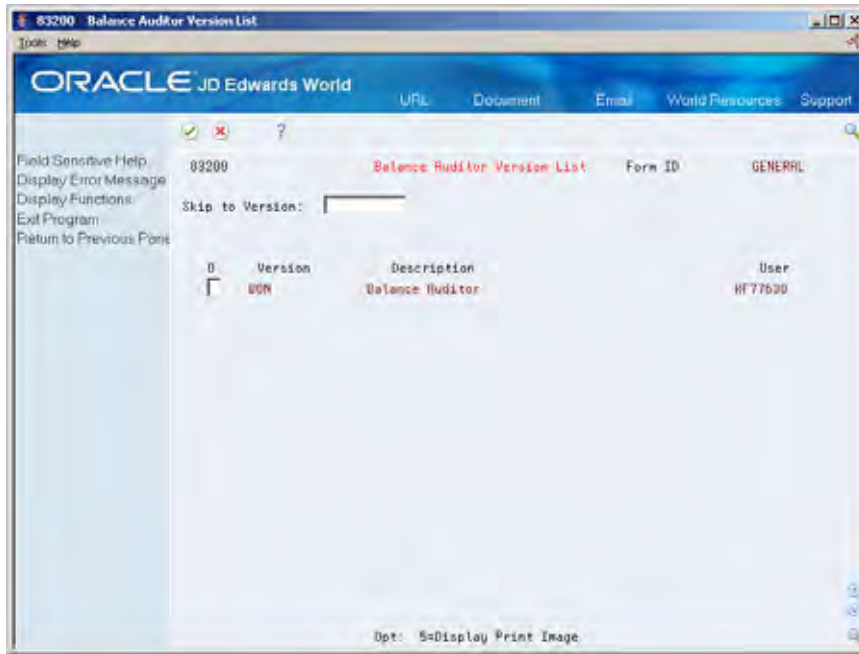 83200 Balance Auditor Version List
Tools Help
ORACLE JD Edwards World
URL Document Email World Resources Support
?
Field Sensitive Help
Display Error Message
Display Functions
Exit Program
Return to Previous Pane
83200 Balance Auditor Version List Form ID GENERAL
Skip to Version:
O Version Description User
Balance Auditor
Opt: 5=Display Print Image